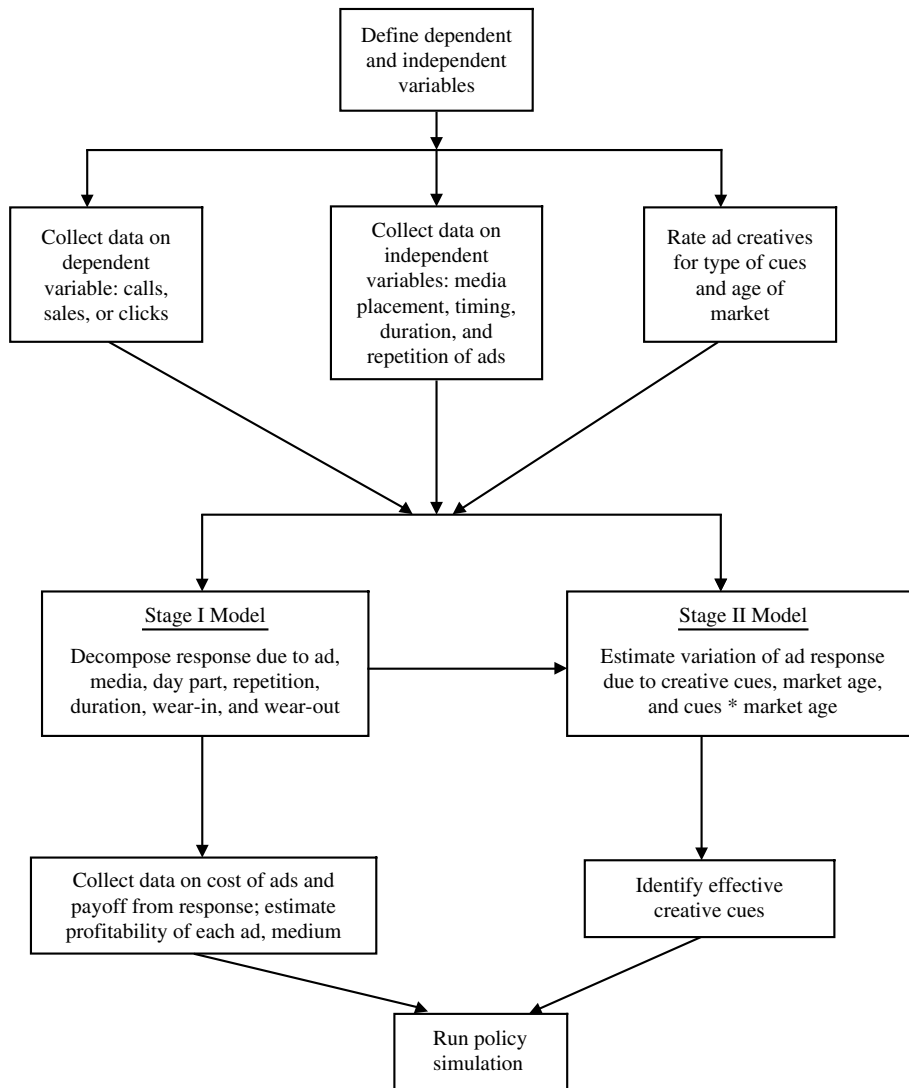 Define dependent
and independent
variables
Collect data on
dependent
variable: calls,
sales, or clicks
Collect data on
independent
variables: media
placement, timing,
duration, and
repetition of ads
Rate ad creatives
for type of cues
and age of
market
Stage I Model
Decompose response due to ad,
media, day part, repetition,
duration, wear-in, and wear-out
Stage II Model
Estimate variation of ad response
due to creative cues, market age,
and cues * market age
Collect data on cost of ads and
payoff from response; estimate
profitability of each ad, medium
Identify effective
creative cues
Run policy
simulation